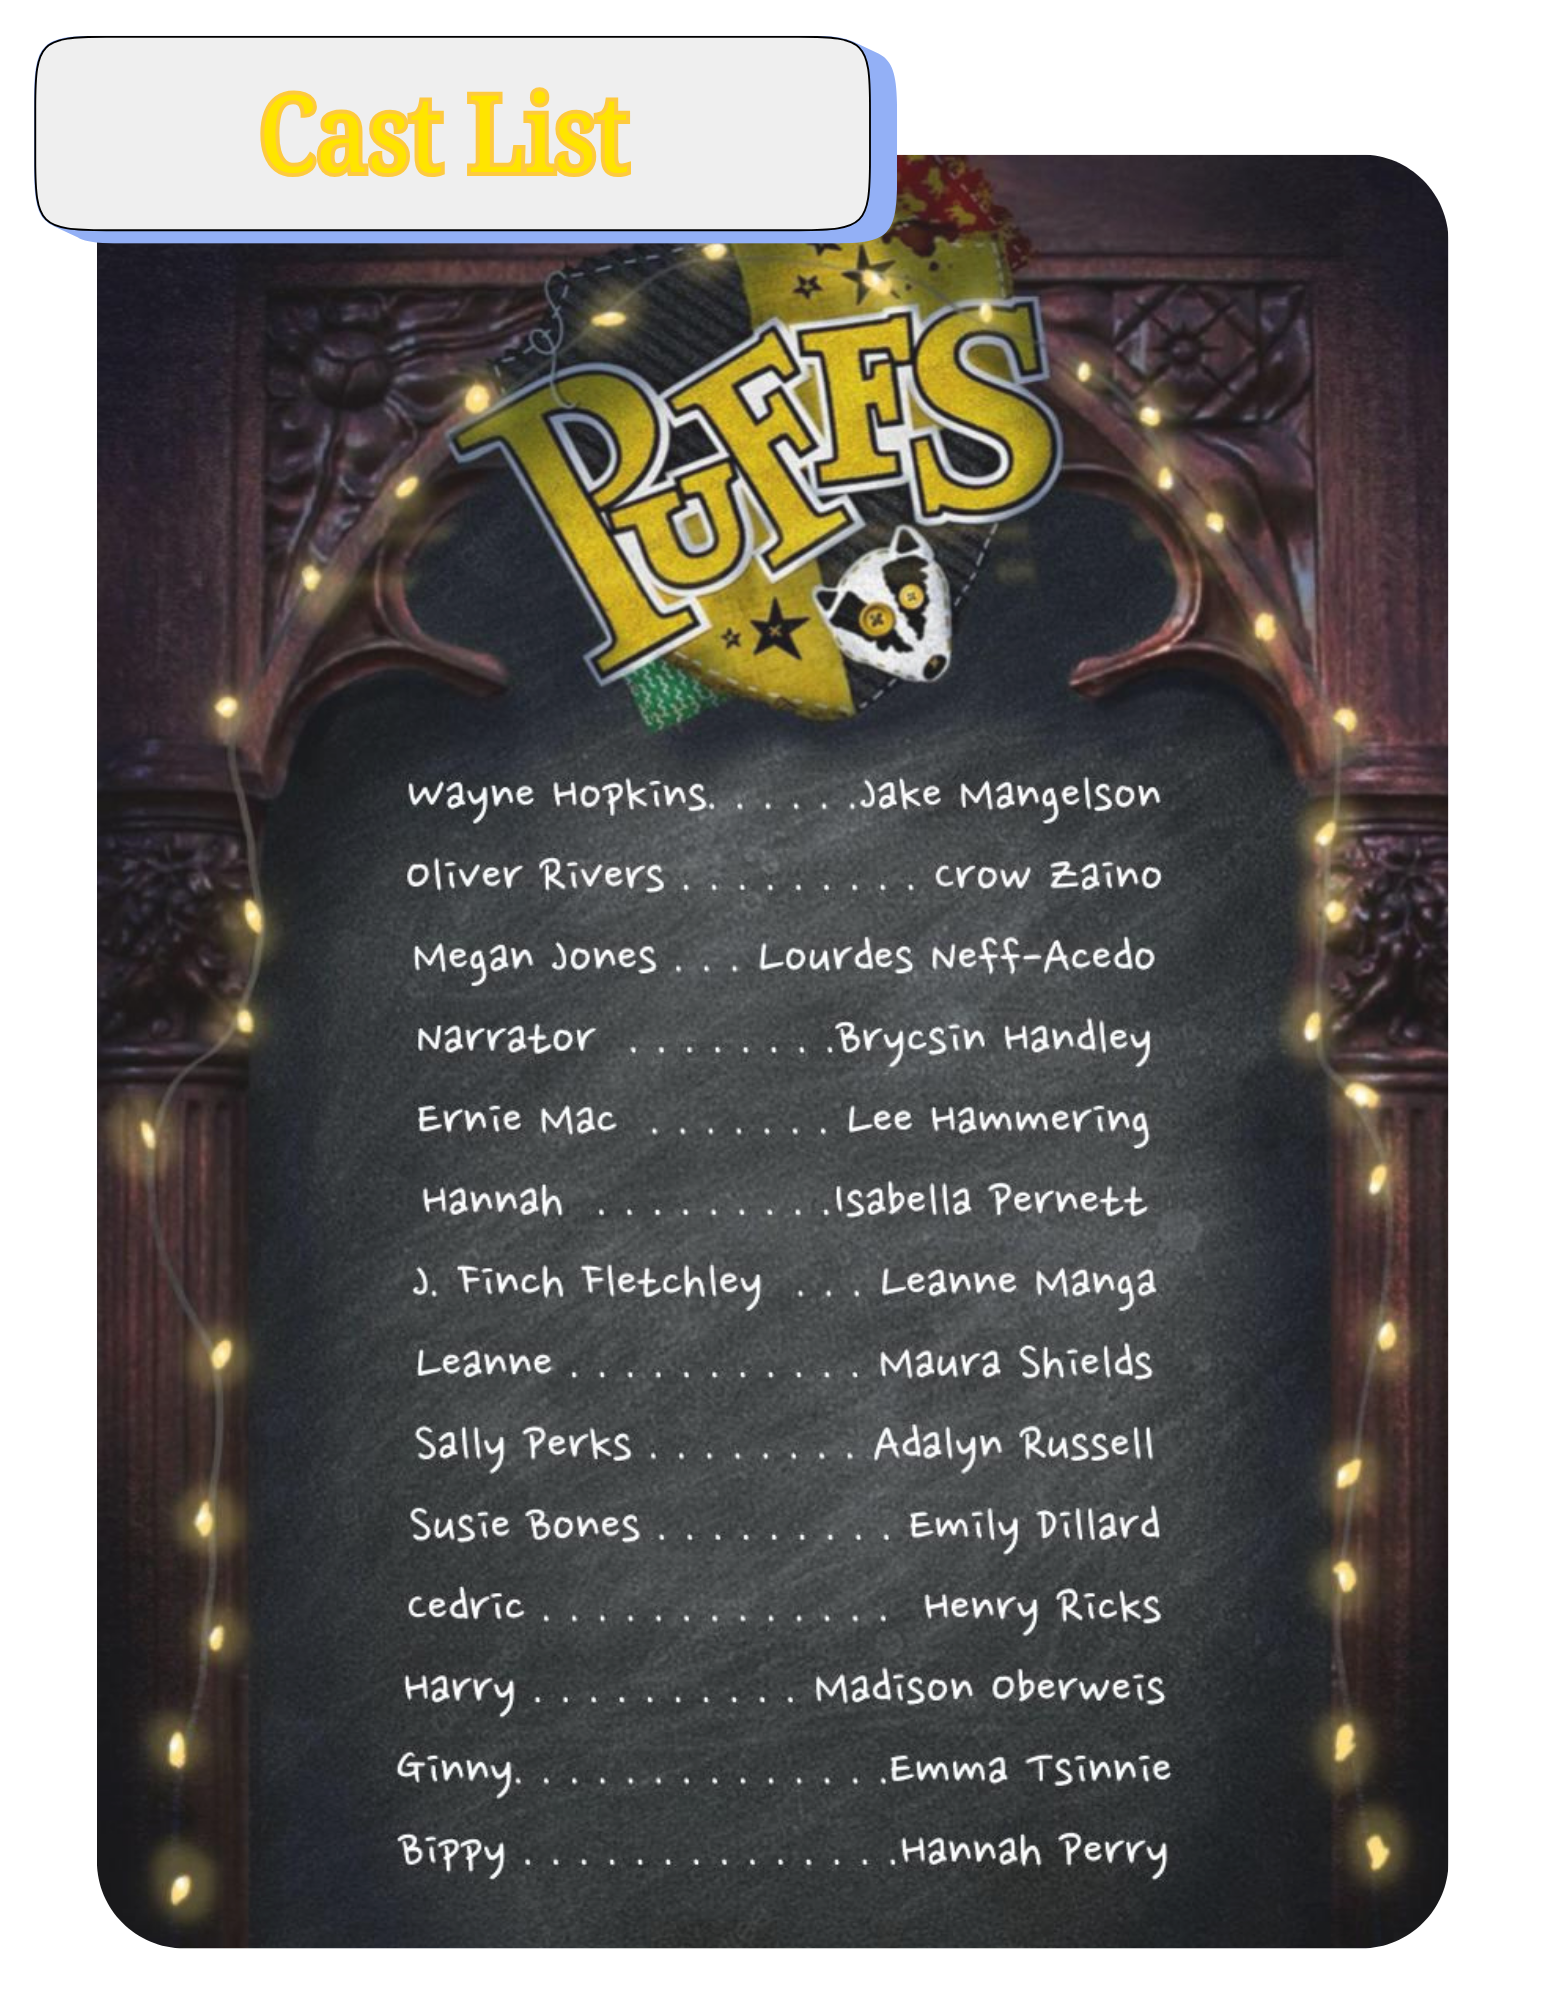 Cast List
PUFFS
Wayne Hopkins. . . . . .Jake Mangelson
Oliver Rivers . . . . . . . . . Crow Zaino
Megan Jones . . . Lourdes Neff-Acedo
Narrator . . . . . . . .Brycsin Handley
Ernie Mac . . . . . . . Lee Hammering
Hannah . . . . . . . . .Isabella Pernett
J. Finch Fletchley . . . Leanne Manga
Leanne . . . . . . . . . . . Maura Shields
Sally Perks . . . . . . . . Adalyn Russell
Susie Bones . . . . . . . . . Emily Dillard
Cedric . . . . . . . . . . . . . Henry Ricks
Harry . . . . . . . . . . Madison Oberweis
Ginny. . . . . . . . . . . . . .Emma Tsinnie
Bippy . . . . . . . . . . . . . .Hannah Perry